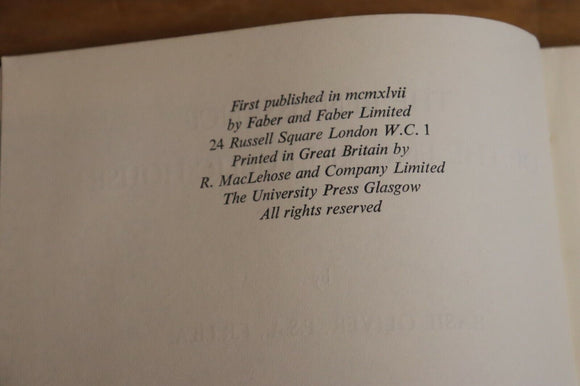 First published in mcmxlvii
by Faber and Faber Limited
24 Russell Square London W.C. 1
Printed in Great Britain by
R. MacLehose and Company Limited
The University Press Glasgow
All rights reserved